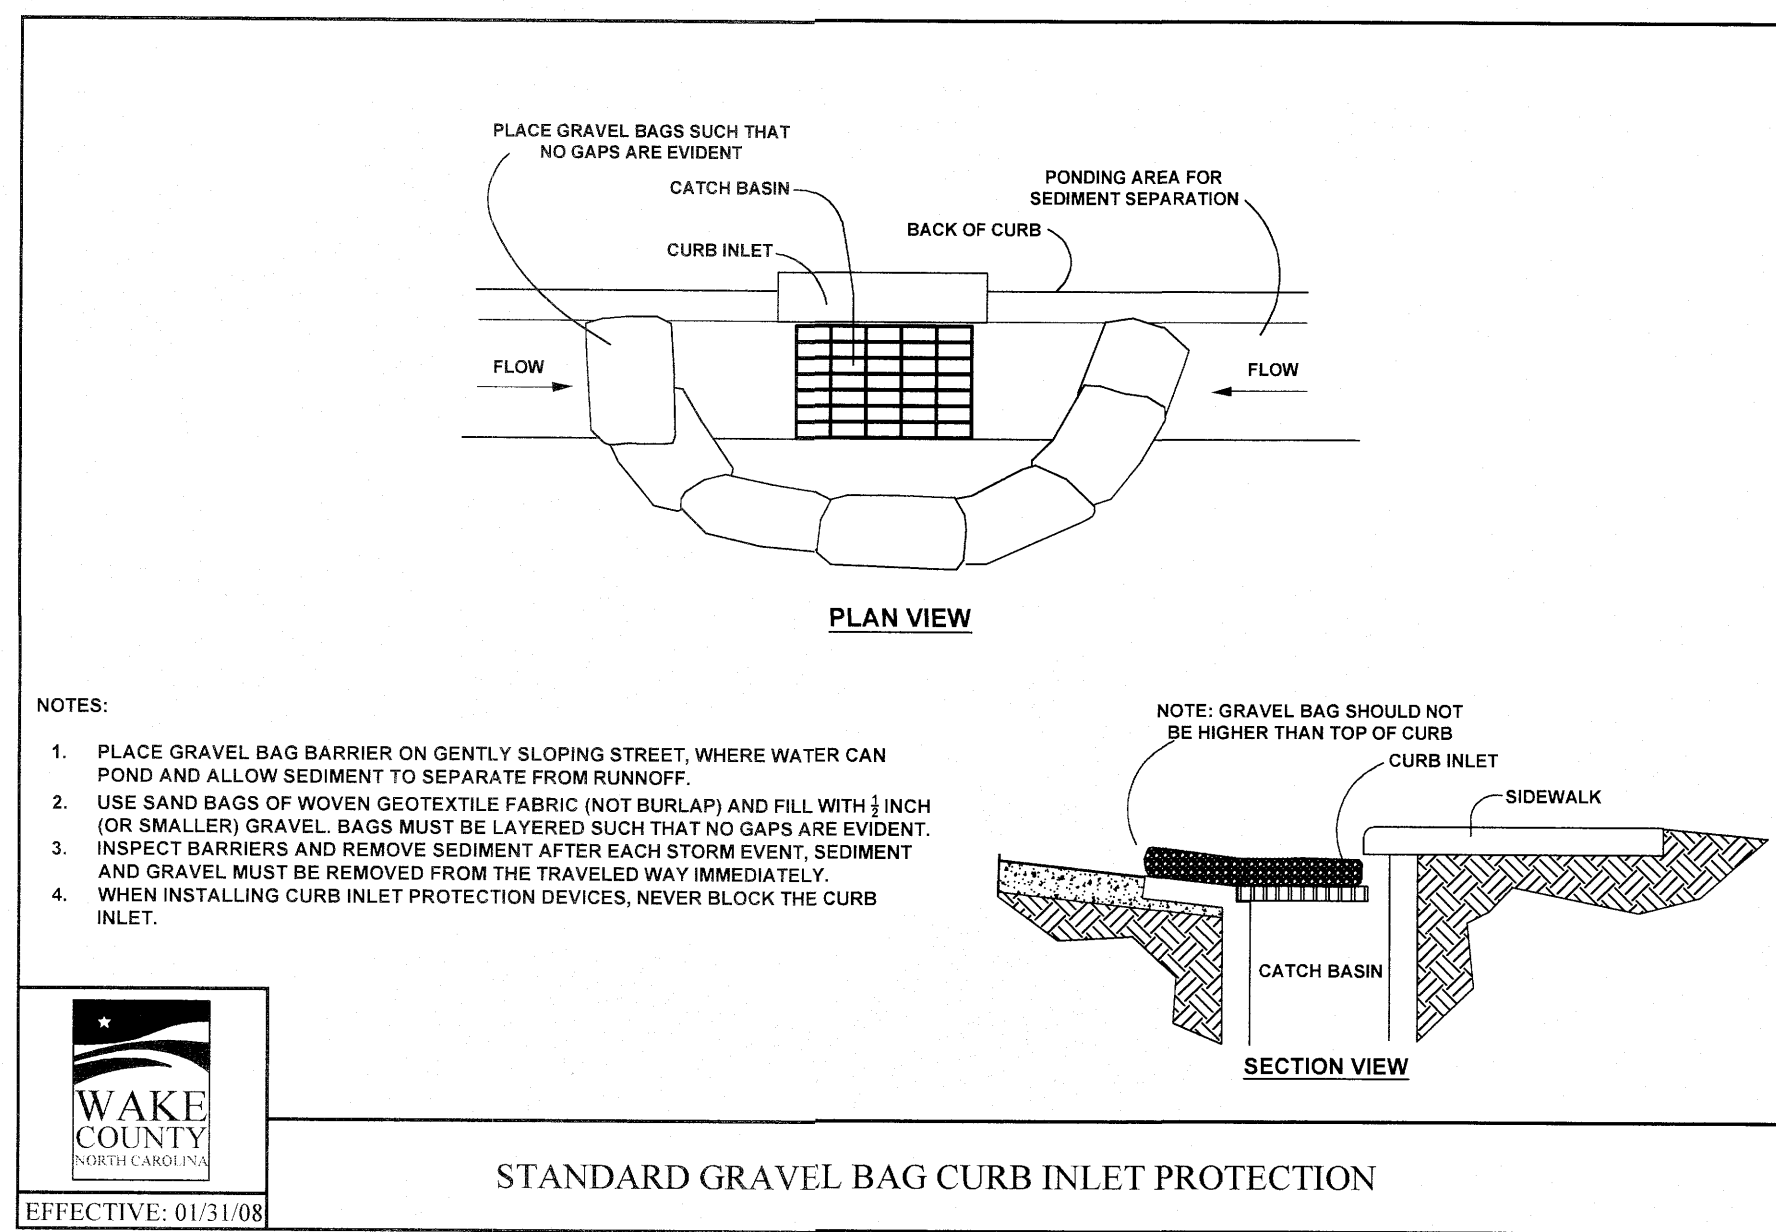 PLACE GRAVEL BAGS SUCH THAT
NO GAPS ARE EVIDENT
CATCH BASIN
CURB INLET
BACK OF CURB
PONDING AREA FOR
SEDIMENT SEPARATION
FLOW
FLOW
PLAN VIEW
NOTES:
1. PLACE GRAVEL BAG BARRIER ON GENTLY SLOPING STREET, WHERE WATER CAN
POND AND ALLOW SEDIMENT TO SEPARATE FROM RUNNOFF.
2. USE SAND BAGS OF WOVEN GEOTEXTILE FABRIC (NOT BURLAP) AND FILL WITH ½ INCH
(OR SMALLER) GRAVEL. BAGS MUST BE LAYERED SUCH THAT NO GAPS ARE EVIDENT.
3. INSPECT BARRIERS AND REMOVE SEDIMENT AFTER EACH STORM EVENT, SEDIMENT
AND GRAVEL MUST BE REMOVED FROM THE TRAVELED WAY IMMEDIATELY.
4. WHEN INSTALLING CURB INLET PROTECTION DEVICES, NEVER BLOCK THE CURB
INLET.
NOTE: GRAVEL BAG SHOULD NOT
BE HIGHER THAN TOP OF CURB
CURB INLET
SIDEWALK
CATCH BASIN
SECTION VIEW
WAKE
COUNTY
NORTH CAROLINA
EFFECTIVE: 01/31/08
STANDARD GRAVEL BAG CURB INLET PROTECTION